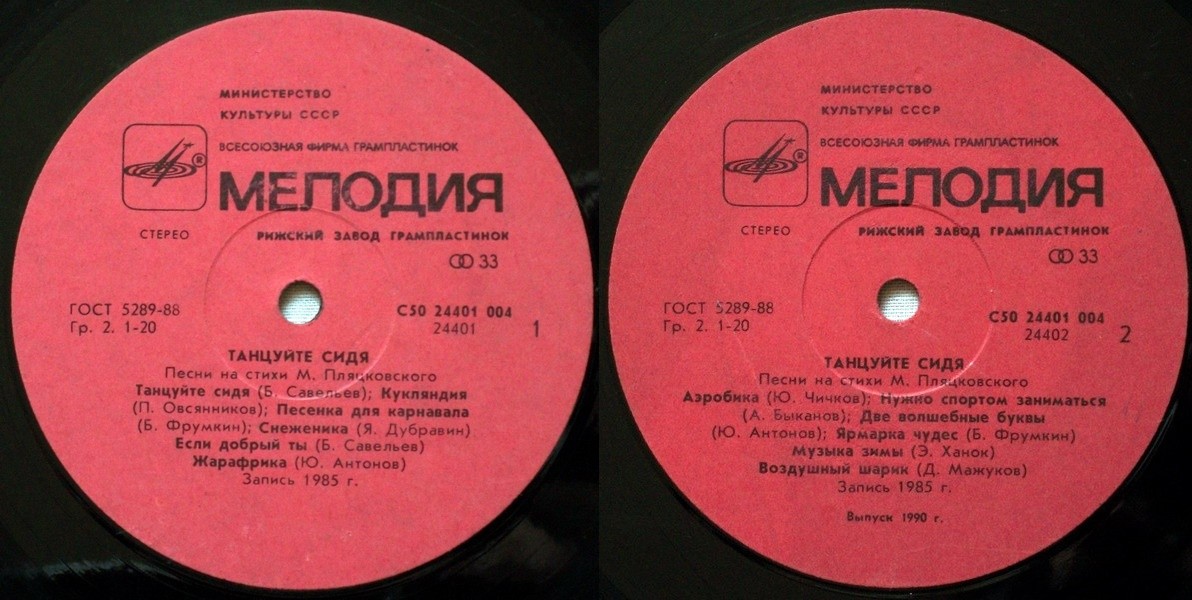 МИНИСТЕРСТВО
КУЛЬТУРЫ СССР
ВСЕСОЮЗНАЯ ФИРМА ГРАМПЛАСТИНОК
®
МЕЛОДИЯ
СТЕРЕО
РИЖСКИЙ ЗАВОД ГРАМПЛАСТИНОК
33
ГОСТ 5289-88
Гр. 2. 1-20
С50 24401 004
24401
1
ТАНЦУЙТЕ СИДЯ
Песни на стихи М. Пляцковского
Танцуйте сидя (Б. Савельев); Кукляндия
(П. Овсянников); Песенка для карнавала
(Б. Фрумкин); Снеженика (Я. Дубравин)
Если добрый ты (Б. Савельев)
Жарафрика (Ю. Антонов)
Запись 1985 г.
МИНИСТЕРСТВО
КУЛЬТУРЫ СССР
ВСЕСОЮЗНАЯ ФИРМА ГРАМПЛАСТИНОК
®
МЕЛОДИЯ
СТЕРЕО
РИЖСКИЙ ЗАВОД ГРАМПЛАСТИНОК
33
ГОСТ 5289-88
Гр. 2. 1-20
С50 24401 004
24402
2
ТАНЦУЙТЕ СИДЯ
Песни на стихи М. Пляцковского
Аэробика (Ю. Чичков); Нужно спортом заниматься
(А. Быканов); Две волшебные буквы
(Ю. Антонов); Ярмарка чудес (Б. Фрумкин)
Музыка зимы (Э. Ханок)
Воздушный шарик (Д. Мажуков)
Запись 1985 г.
Выпуск 1990 г.